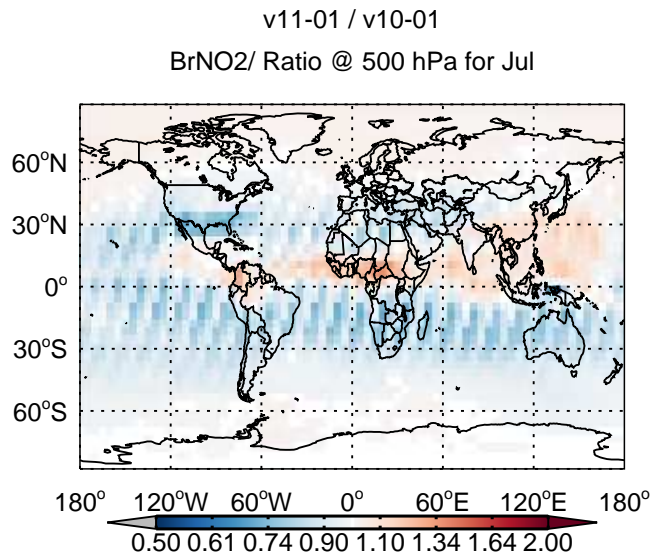 v11-01 / v10-01
BrNO2/ Ratio @ 500 hPa for Jul
60°N
30°N
0°
30°S
60°S
180° 120°W 60°W 0° 60°E 120°E 180°
0.50 0.61 0.74 0.90 1.10 1.34 1.64 2.00